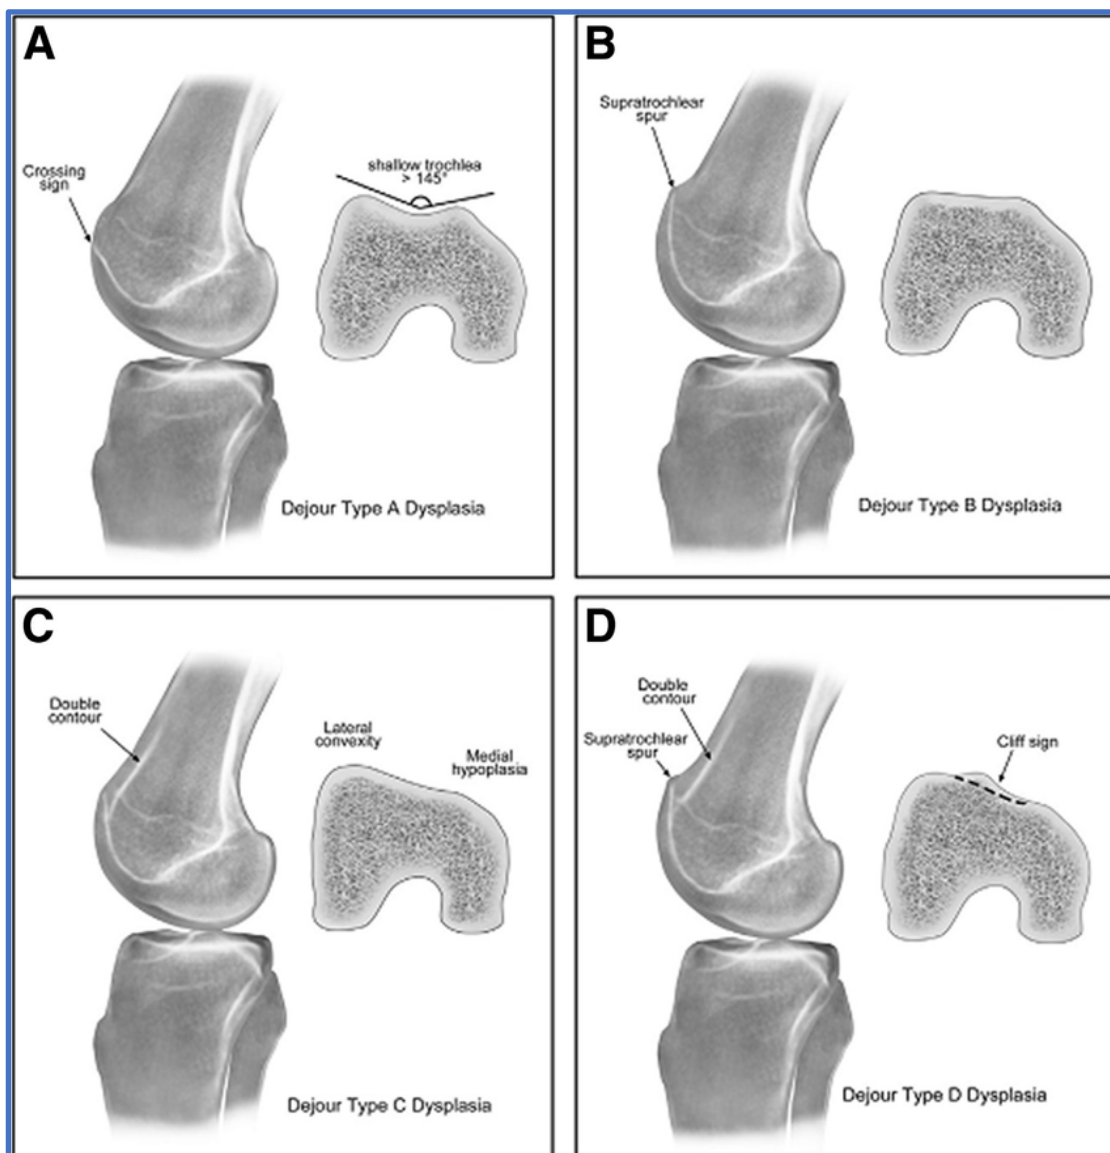 A
Crossing
sign
shallow trochlea
> 145°
Dejour Type A Dysplasia
B
Supratrochlear
spur
Dejour Type B Dysplasia
C
Double
contour
Lateral
convexity
Medial
hypoplasia
Dejour Type C Dysplasia
D
Double
contour
Supratrochlear
spur
Cliff sign
Dejour Type D Dysplasia